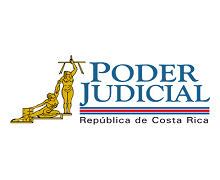 PODER
JUDICIAL
República de Costa Rica